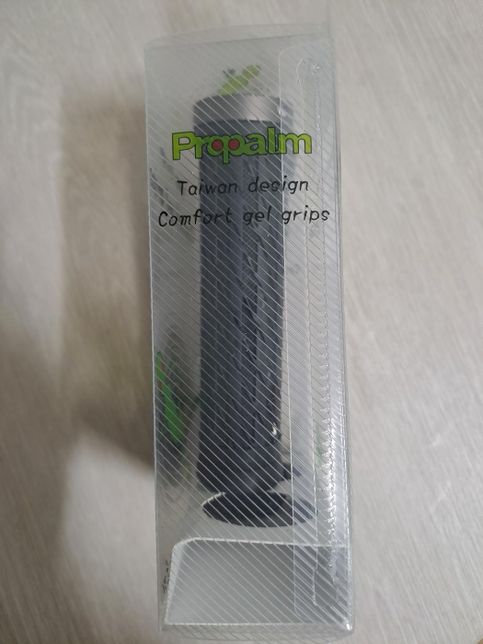 Propalm
Taiwan design
Comfort gel grips